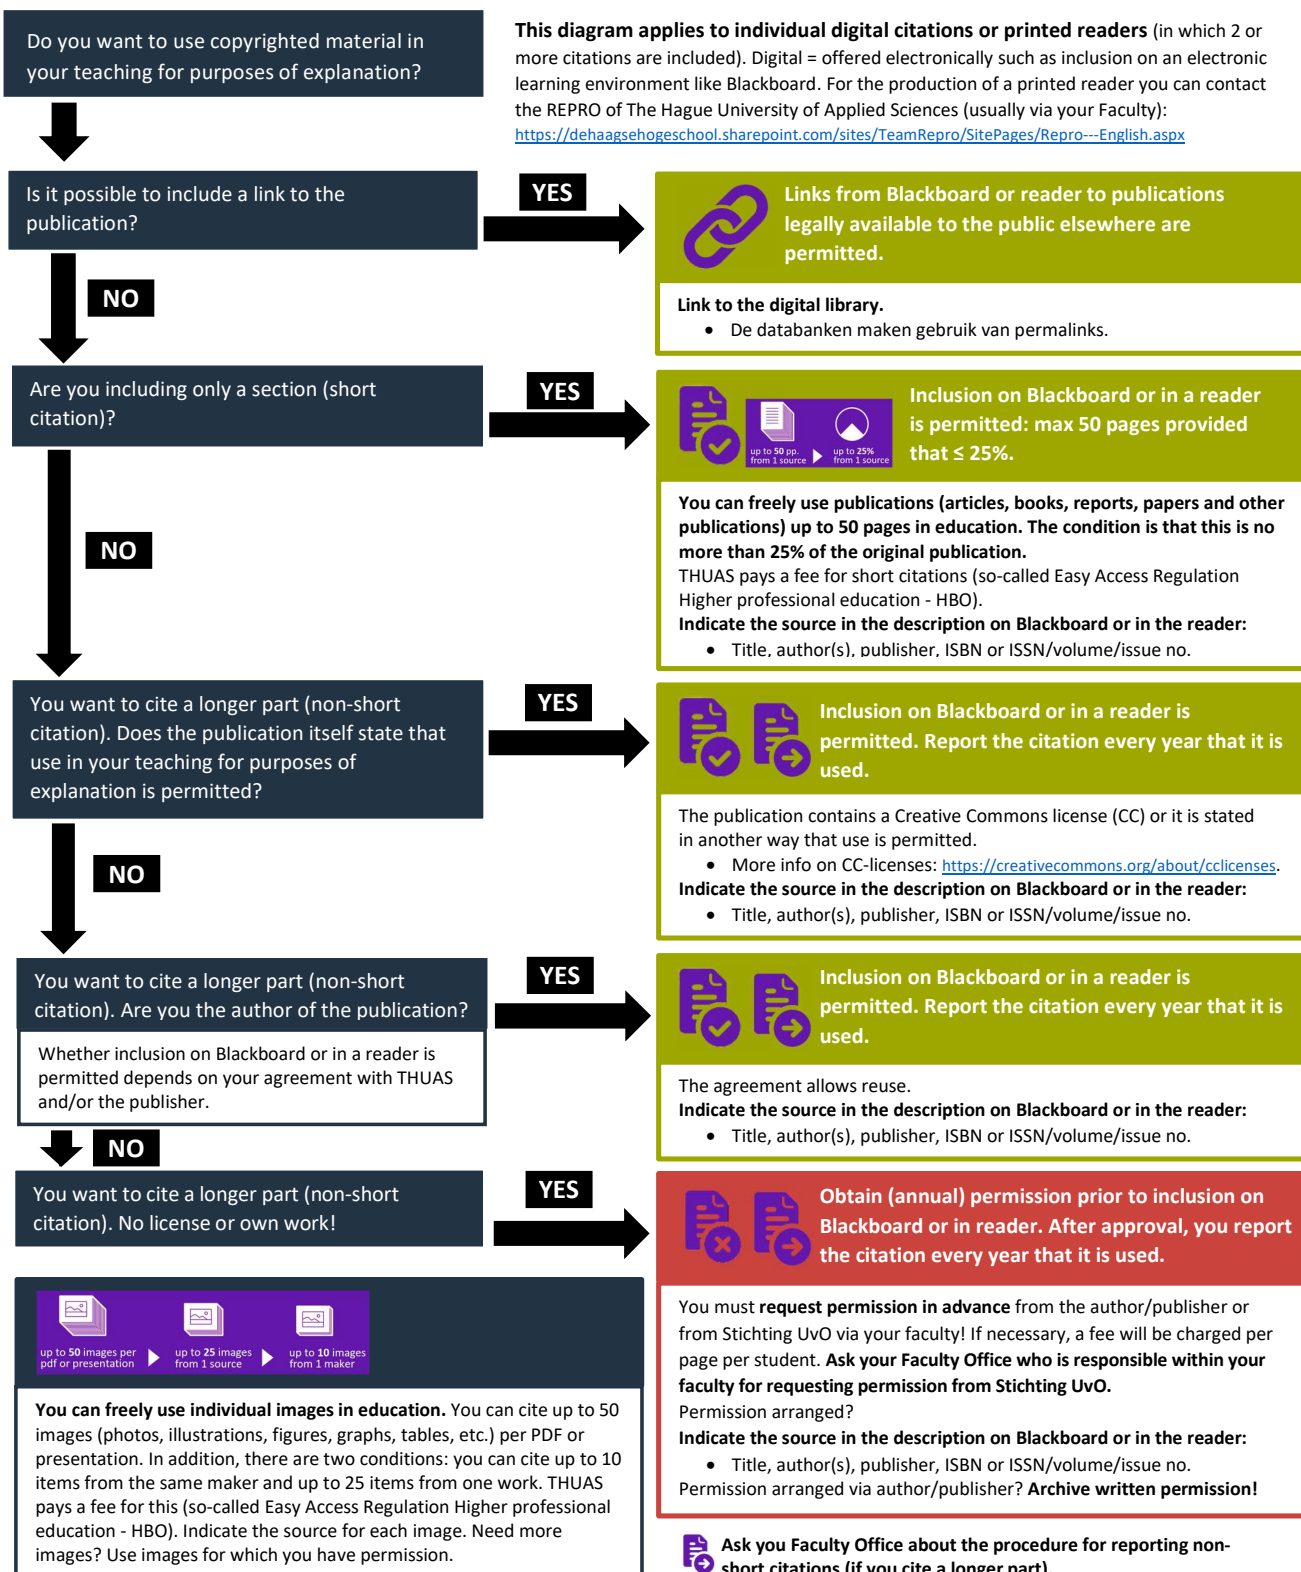 Do you want to use copyrighted material in
your teaching for purposes of explanation?
This diagram applies to individual digital citations or printed readers (in which 2 or
more citations are included). Digital = offered electronically such as inclusion on an electronic
learning environment like Blackboard. For the production of a printed reader you can contact
the REPRO of The Hague University of Applied Sciences (usually via your Faculty):
https://dehaagsehogeschool.sharepoint.com/sites/TeamRepro/SitePages/Repro---English.aspx
Is it possible to include a link to the
publication?
YES
Links from Blackboard or reader to publications
legally available to the public elsewhere are
permitted.
Link to the digital library.
• De databanken maken gebruik van permalinks.
NO
Are you including only a section (short
citation)?
YES
up to 50 pp.
from 1 source
up to 25%
from 1 source
Inclusion on Blackboard or in a reader
is permitted: max 50 pages provided
that ≤ 25%.
You can freely use publications (articles, books, reports, papers and other
publications) up to 50 pages in education. The condition is that this is no
more than 25% of the original publication.
THUAS pays a fee for short citations (so-called Easy Access Regulation
Higher professional education - HBO).
Indicate the source in the description on Blackboard or in the reader:
• Title, author(s), publisher, ISBN or ISSN/volume/issue no.
NO
You want to cite a longer part (non-short
citation). Does the publication itself state that
use in your teaching for purposes of
explanation is permitted?
YES
Inclusion on Blackboard or in a reader is
permitted. Report the citation every year that it is
used.
The publication contains a Creative Commons license (CC) or it is stated
in another way that use is permitted.
• More info on CC-licenses: https://creativecommons.org/about/cclicenses.
Indicate the source in the description on Blackboard or in the reader:
• Title, author(s), publisher, ISBN or ISSN/volume/issue no.
NO
You want to cite a longer part (non-short
citation). Are you the author of the publication?
Whether inclusion on Blackboard or in a reader is
permitted depends on your agreement with THUAS
and/or the publisher.
YES
Inclusion on Blackboard or in a reader is
permitted. Report the citation every year that it is
used.
The agreement allows reuse.
Indicate the source in the description on Blackboard or in the reader:
• Title, author(s), publisher, ISBN or ISSN/volume/issue no.
NO
You want to cite a longer part (non-short
citation). No license or own work!
YES
Obtain (annual) permission prior to inclusion on
Blackboard or in reader. After approval, you report
the citation every year that it is used.
You must request permission in advance from the author/publisher or
from Stichting UvO via your faculty! If necessary, a fee will be charged per
page per student. Ask your Faculty Office who is responsible within your
faculty for requesting permission from Stichting UvO.
Permission arranged?
Indicate the source in the description on Blackboard or in the reader:
• Title, author(s), publisher, ISBN or ISSN/volume/issue no.
Permission arranged via author/publisher? Archive written permission!
up to 50 images per
pdf or presentation
up to 25 images
from 1 source
up to 10 images
from 1 maker
You can freely use individual images in education. You can cite up to 50
images (photos, illustrations, figures, graphs, tables, etc.) per PDF or
presentation. In addition, there are two conditions: you can cite up to 10
items from the same maker and up to 25 items from one work. THUAS
pays a fee for this (so-called Easy Access Regulation Higher professional
education - HBO). Indicate the source for each image. Need more
images? Use images for which you have permission.
Ask you Faculty Office about the procedure for reporting non-
short citations (if you cite a longer part).